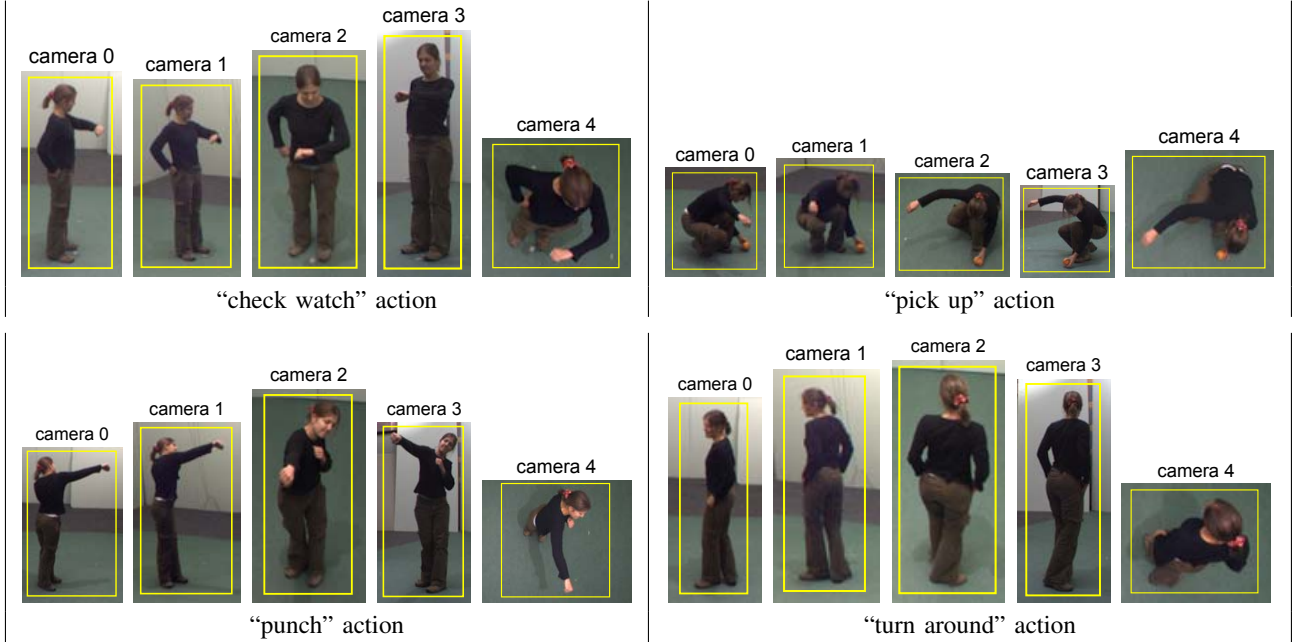 camera 0
camera 1
camera 2
camera 3
camera 4
“check watch” action
camera 0
camera 1
camera 2
camera 3
camera 4
“pick up” action
camera 0
camera 1
camera 2
camera 3
camera 4
“punch” action
camera 0
camera 1
camera 2
camera 3
camera 4
“turn around” action